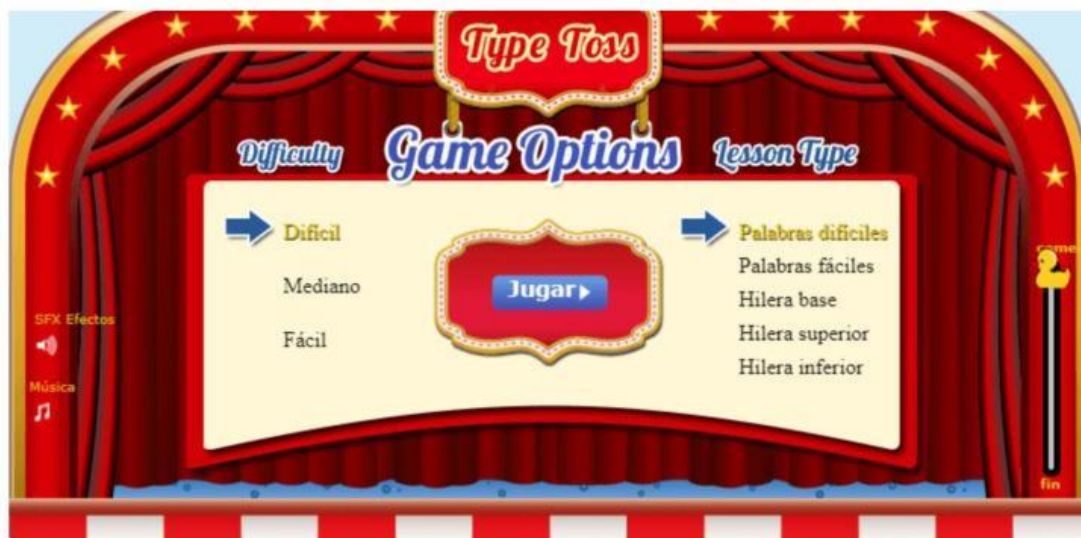 Type Toss
Difficulty
Game Options
Lesson Type
Difícil
Mediano
Fácil
Jugar
Palabras difíciles
Palabras fáciles
Hilera base
Hilera superior
Hilera inferior
SFX Efectos
Música
fin